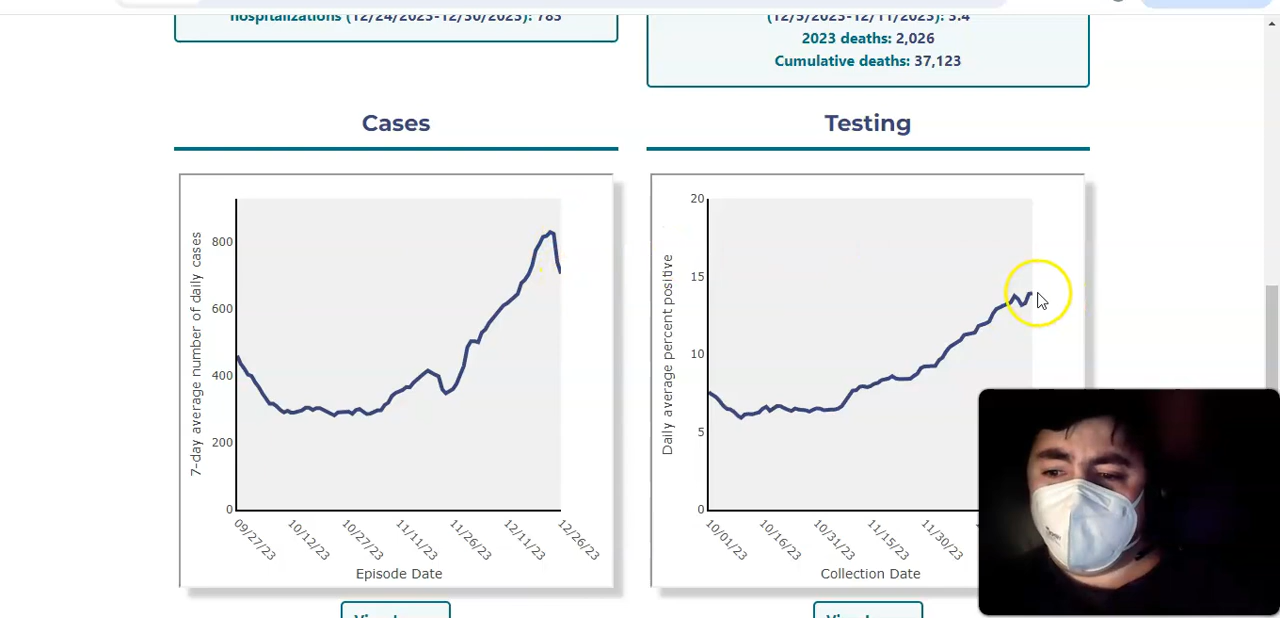 hospitalizations (12/24/2023-12/30/2023): 783
(12/5/2023-12/11/2023): 3.4
2023 deaths: 2,026
Cumulative deaths: 37,123
Cases
Testing
7-day average number of daily cases
800
600
400
200
0
09/27/23
10/12/23
10/27/23
11/11/23
11/26/23
12/11/23
12/26/23
Episode Date
Daily average percent positive
20
15
10
5
0
10/01/23
10/16/23
10/31/23
11/15/23
11/30/23
Collection Date